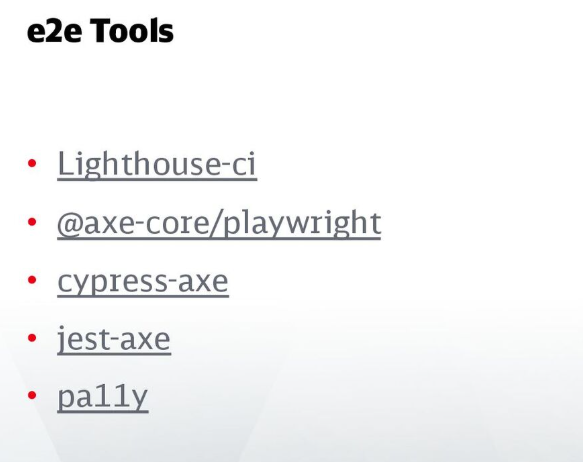 e2e Tools
• Lighthouse-ci
• @axe-core/playwright
• cypress-axe
• jest-axe
• pa11y